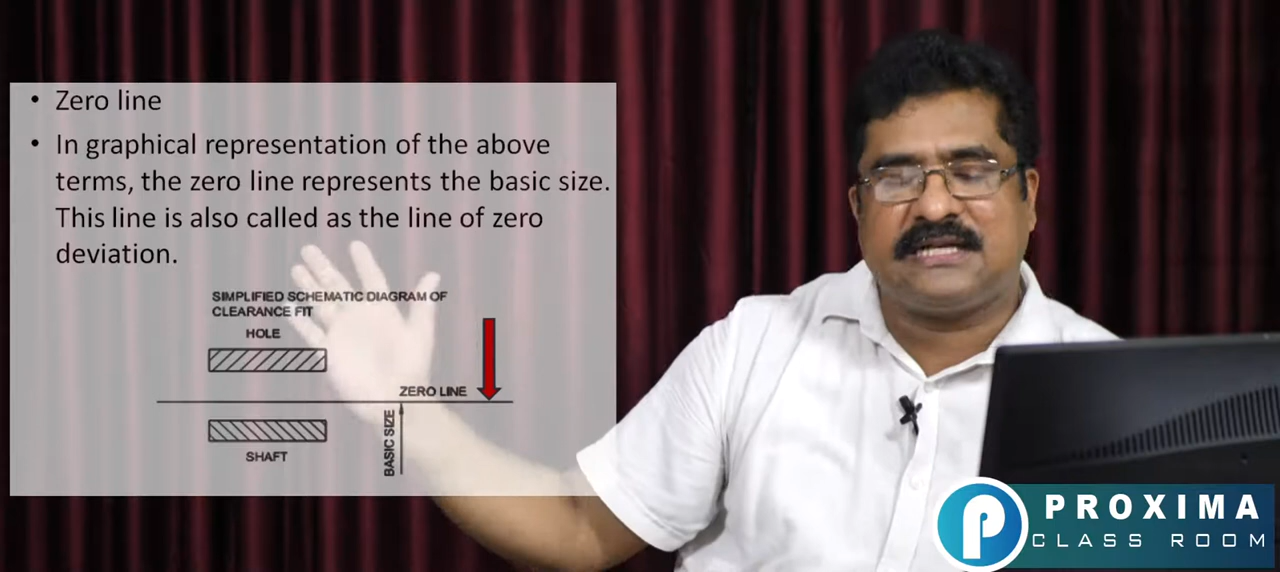 • Zero line
• In graphical representation of the above
terms, the zero line represents the basic size.
This line is also called as the line of zero
deviation.
SIMPLIFIED SCHEMATIC DIAGRAM OF
CLEARANCE FIT
HOLE
ZERO LINE
BASIC SIZE
SHAFT
P PROXIMA
CLASS ROOM